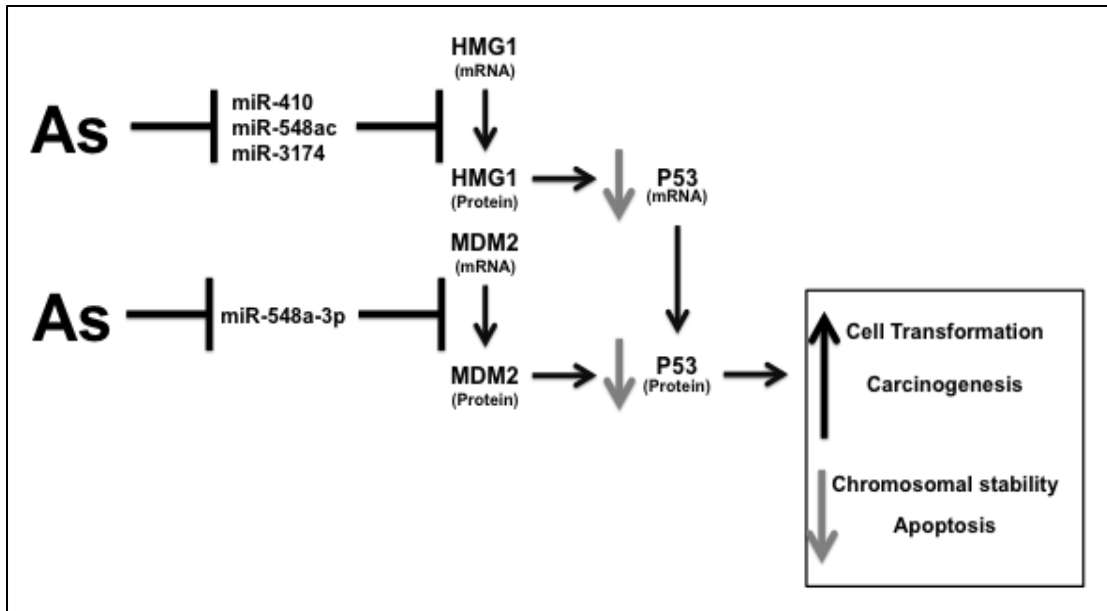 HMG1
(mRNA)
As
miR-410
miR-548ac
miR-3174
HMG1
(Protein)
P53
(mRNA)
MDM2
(mRNA)
As
miR-548a-3p
MDM2
(Protein)
P53
(Protein)
Cell Transformation
Carcinogenesis
Chromosomal stability
Apoptosis